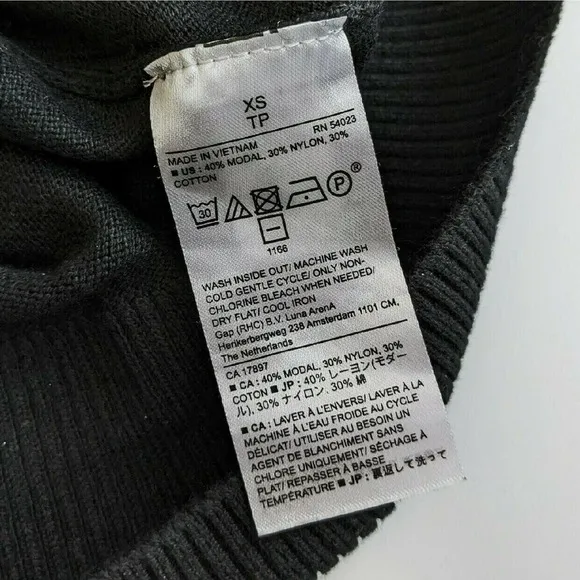 XS
TP
MADE IN VIETNAM RN 54023
■ US : 40% MODAL, 30% NYLON, 30%
COTTON
30 P ®
1166
WASH INSIDE OUT/ MACHINE WASH
COLD GENTLE CYCLE/ ONLY NON-
CHLORINE BLEACH WHEN NEEDED/
DRY FLAT/ COOL IRON
Gap (RHC) B.V. Luna ArenA
Herikerbergweg 238 Amsterdam 1101 CM,
The Netherlands
CA 17897
■ CA : 40% MODAL, 30% NYLON, 30%
COTON ■ JP : 40% レーヨン(モダー
ル), 30% ナイロン, 30% 綿
■ CA : LAVER À L'ENVERS/ LAVER À LA
MACHINE À L'EAU FROIDE AU CYCLE
DÉLICAT/ UTILISER AU BESOIN UN
AGENT DE BLANCHIMENT SANS
CHLORE UNIQUEMENT/ SÉCHAGE À
PLAT/ REPASSER À BASSE
TEMPÉRATURE ■ JP : 裏返して洗って